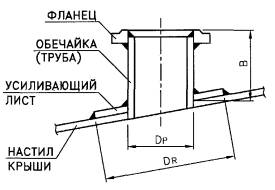 ФЛАНЕЦ
ОБЕЧАЙКА
(ТРУБА)
УСИЛИВАЮЩИЙ
ЛИСТ
НАСТИЛ
КРЫШИ
B
DP
DR